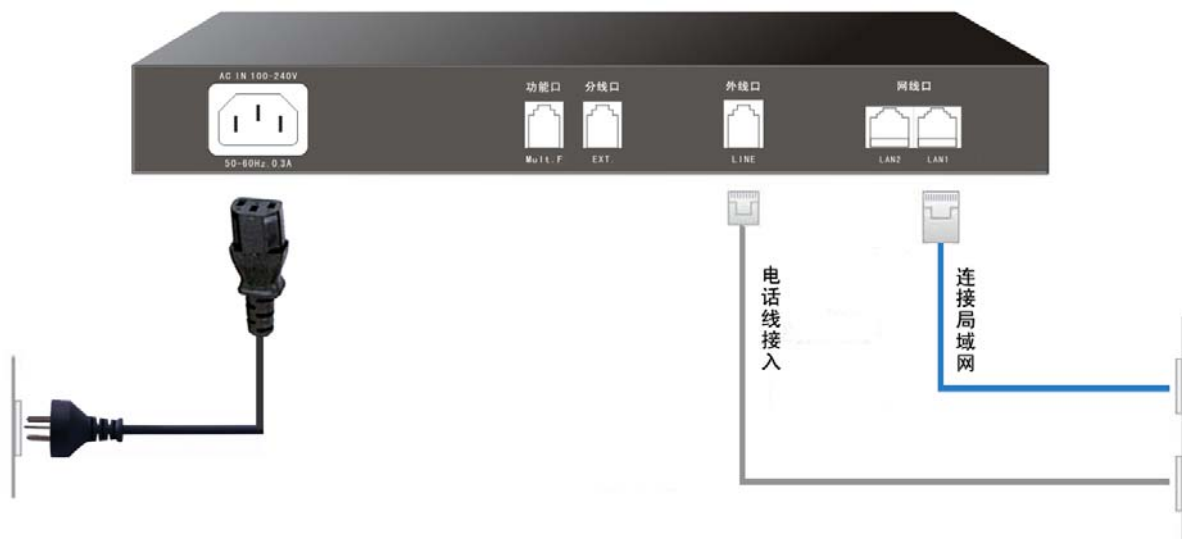 AC IN 100-240V
50-60Hz.0.3A
功能口
Mult.F
分线口
EXT.
外线口
LINE
网线口
LAN2
LAN1
电话线接入
连接局域网